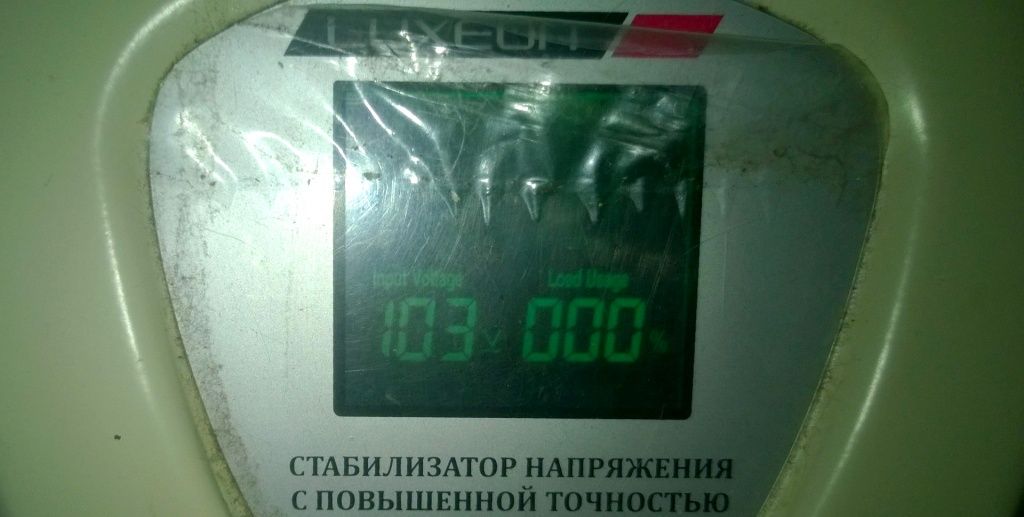 LUXEON
Input Voltage Load Usage
103 V 000 %
СТАБИЛИЗАТОР НАПРЯЖЕНИЯ
С ПОВЫШЕННОЙ ТОЧНОСТЬЮ